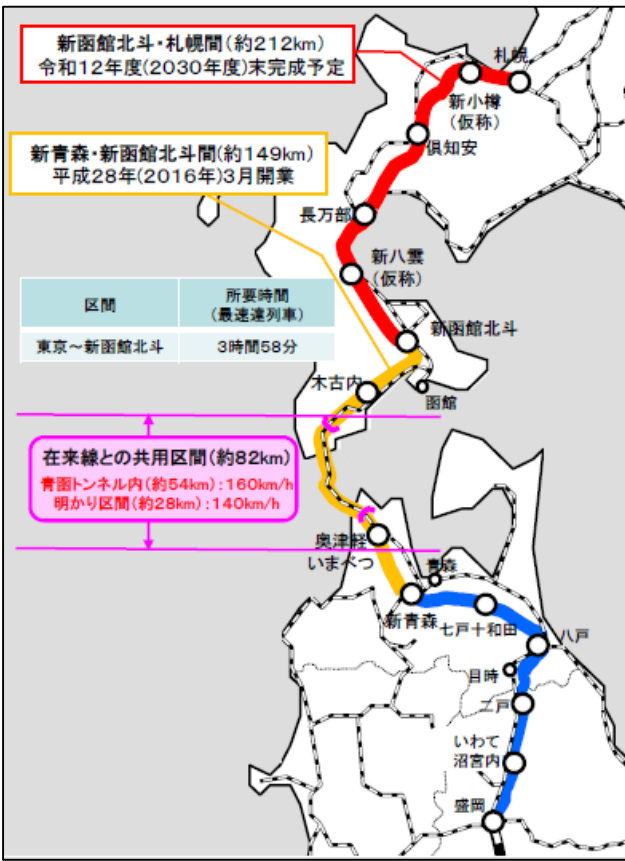 新函館北斗・札幌間(約212km)
令和12年度(2030年度)末完成予定
札幌
新小樽
(仮称)
倶知安
新青森・新函館北斗間(約149km)
平成28年(2016年)3月開業
長万部
新八雲
(仮称)
区間
所要時間
(最速達列車)
東京～新函館北斗
3時間58分
新函館北斗
木古内
函館
在来線との共用区間(約82km)
青函トンネル内(約54km):160km/h
明かり区間(約28km):140km/h
奥津軽
いまべつ
青森
新青森
七戸十和田
八戸
目時
二戸
いわて
沼宮内
盛岡